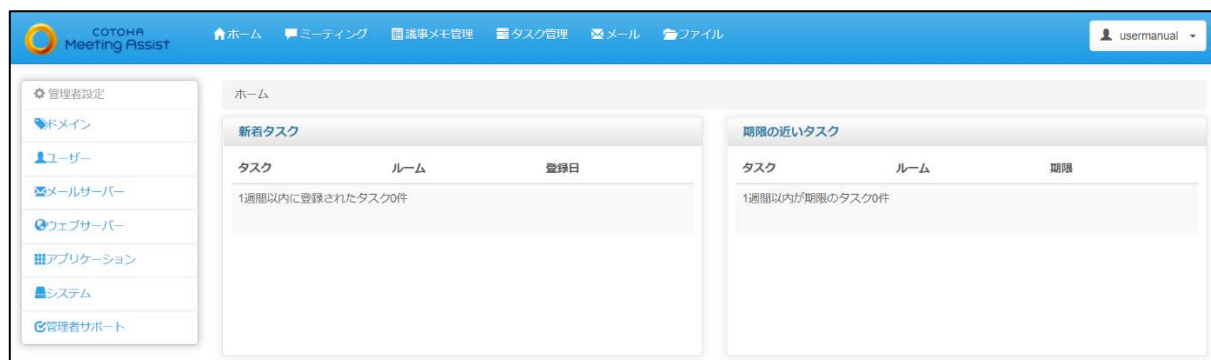 COTOHA
Meeting Assist
ホーム ミーティング 議事メモ管理 タスク管理 メール ファイル
usermanual
管理者設定
ドメイン
ユーザー
メールサーバー
ウェブサーバー
アプリケーション
システム
管理者サポート
ホーム
新着タスク
タスク ルーム 登録日
1週間以内に登録されたタスク0件
期限の近いタスク
タスク ルーム 期限
1週間以内が期限のタスク0件